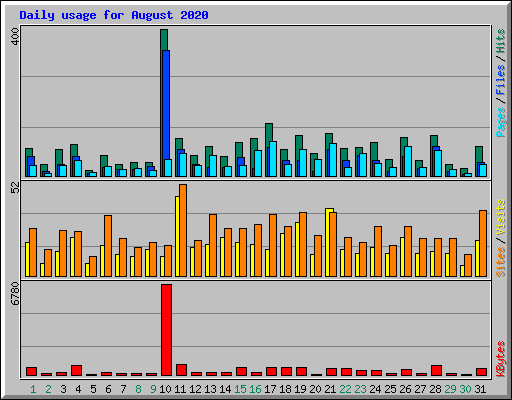 Daily usage for August 2020
400
Pages / Files / Hits
52
Sites / Visits
6780
KBytes
1 2 3 4 5 6 7 8 9 10 11 12 13 14 15 16 17 18 19 20 21 22 23 24 25 26 27 28 29 30 31